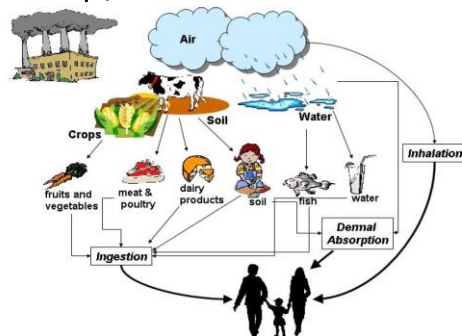 Air
Soil
Crops
Water
Inhalation
fruits and
vegetables
meat &
poultry
dairy
products
soil
fish
water
Dermal
Absorption
Ingestion